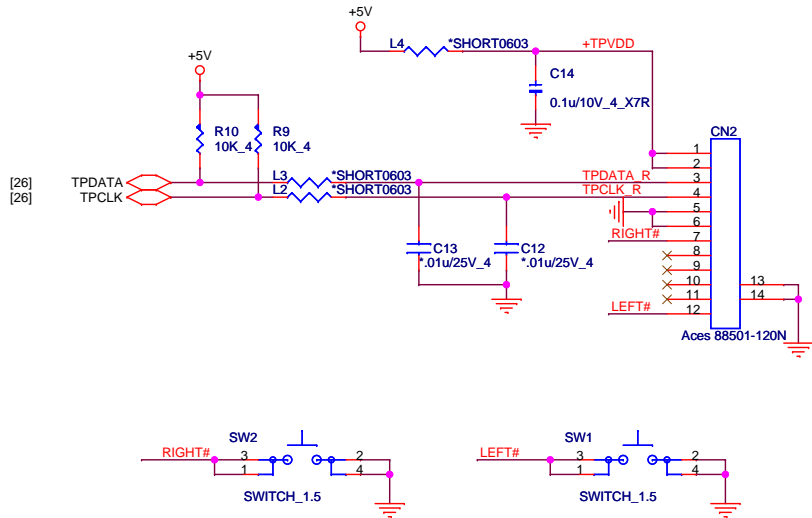 +5V
L4 *SHORT0603 +TPVDD
+5V
C14
0.1u/10V_4_X7R
R10 R9
10K_4 10K_4
CN2
1
2
[26] TPDATA L3 *SHORT0603 TPDATA_R 3
[26] TPCLK L2 *SHORT0603 TPCLK_R 4
5
6
RIGHT# 7
C13 C12
*.01u/25V_4 *.01u/25V_4
8
9
10 13
11 14
LEFT# 12
Aces 88501-120N
SW2 SW1
RIGHT# 3 2 LEFT# 3 2
1 4 1 4
SWITCH_1.5 SWITCH_1.5